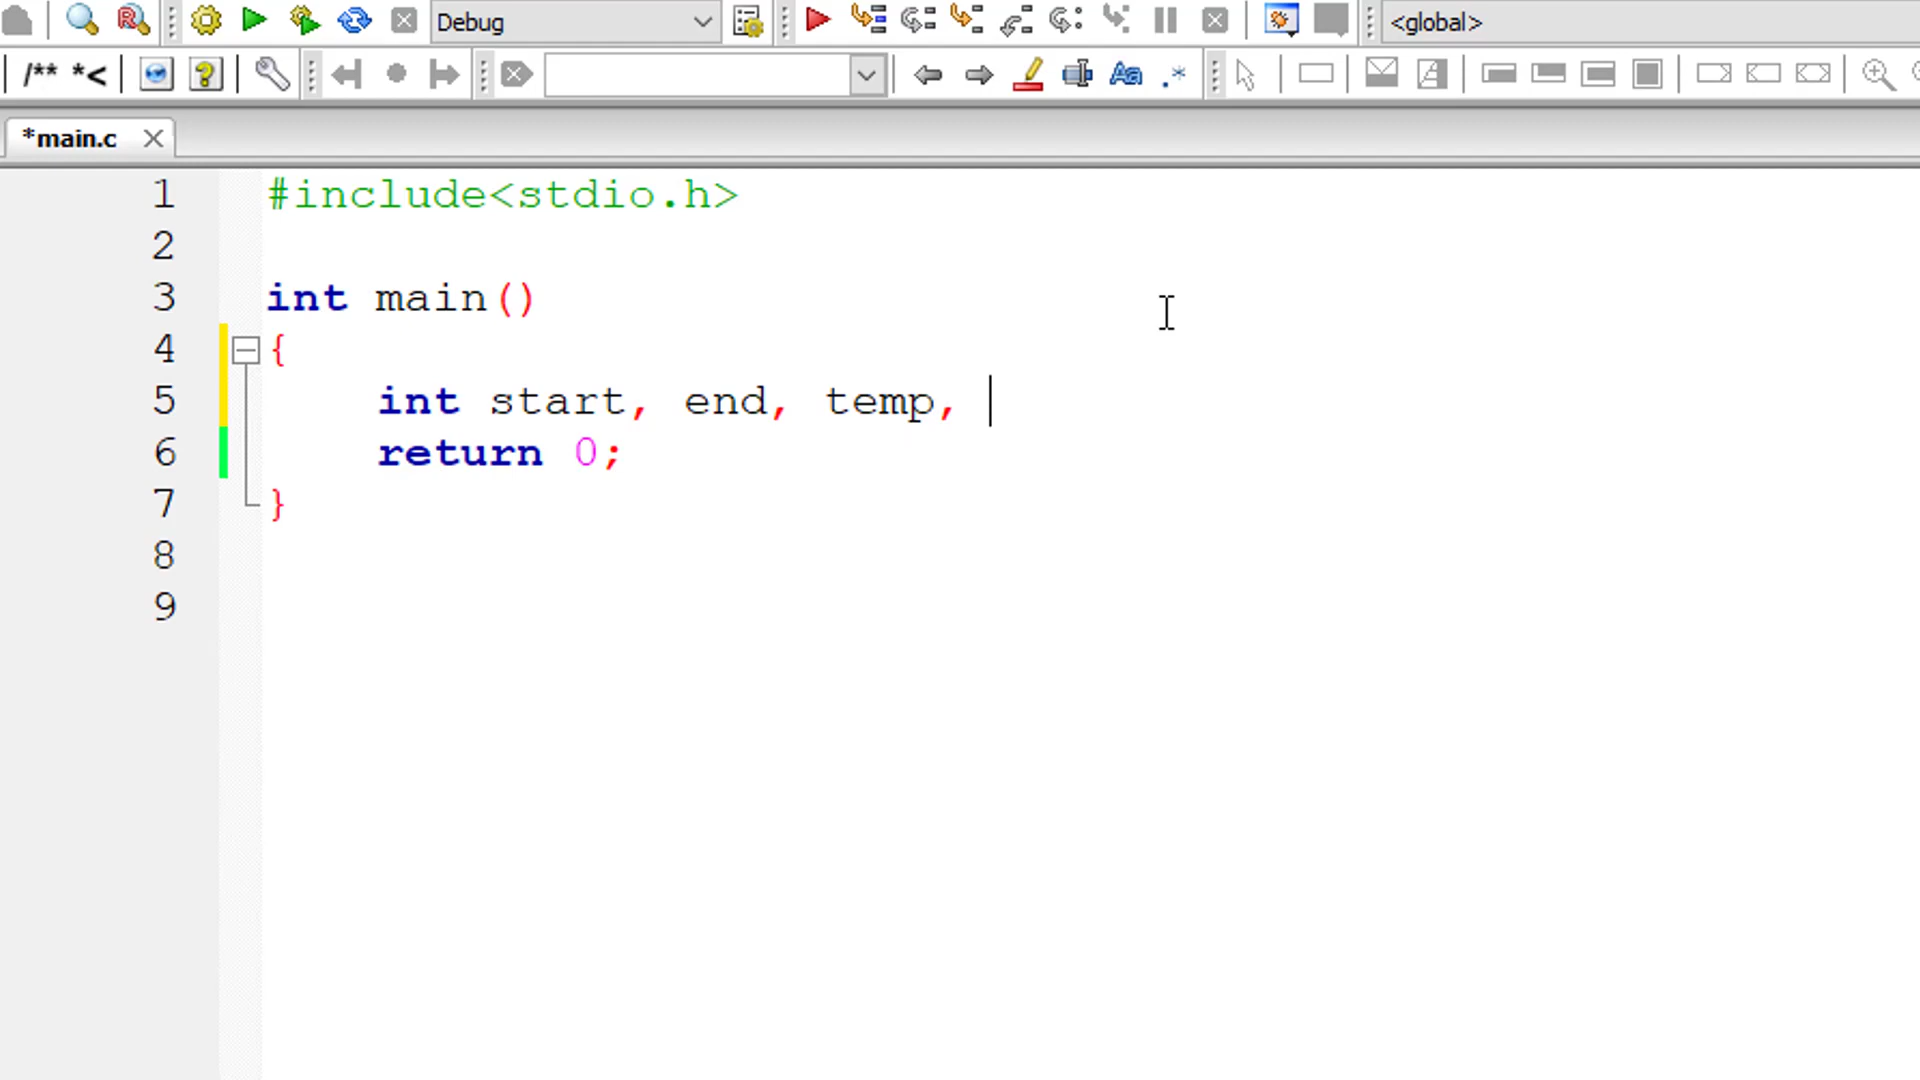 Debug
<global>
/** *<
Aa
.*
*main.c
1 #include<stdio.h>
2
3 int main()
4 {
5 int start, end, temp,
6 return 0;
7 }
8
9